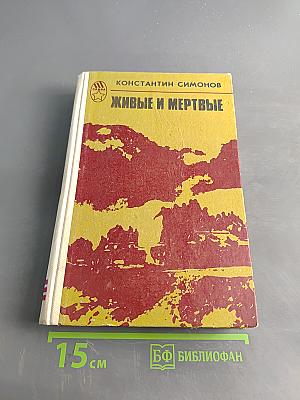 КОНСТАНТИН СИМОНОВ
ЖИВЫЕ И МЕРТВЫЕ
15 СМ
БФ БИБЛИОФАН